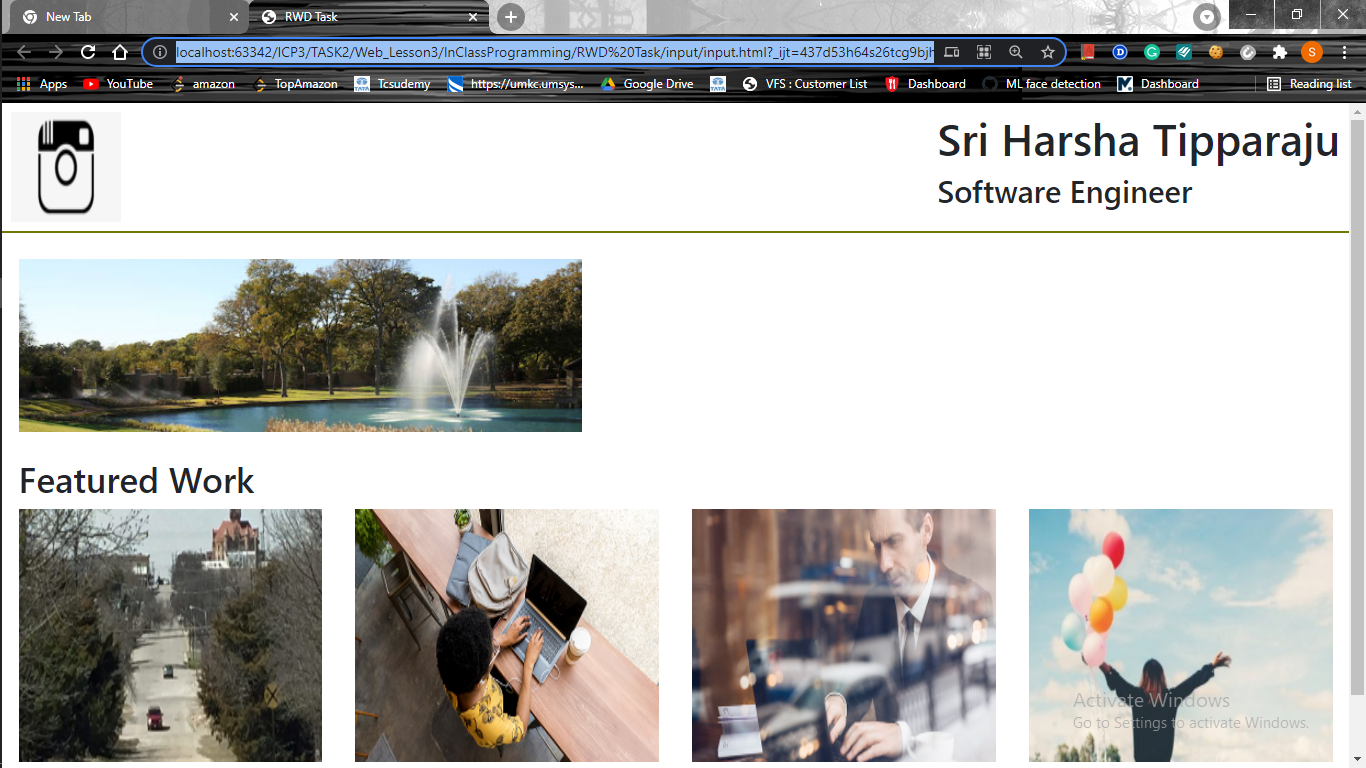 New Tab
RWD Task
localhost:63342/ICP3/TASK2/Web_Lesson3/InClassProgramming/RWD%20Task/input/input.html?_ijt=437d53h64s26tcg9bjh
S
Apps
YouTube
amazon
TopAmazon
Tcsudemy
https://umkc.umsys...
Google Drive
VFS : Customer List
Dashboard
ML face detection
Dashboard
Reading list
Sri Harsha Tipparaju
Software Engineer
Featured Work
Activate Windows
Go to Settings to activate Windows.